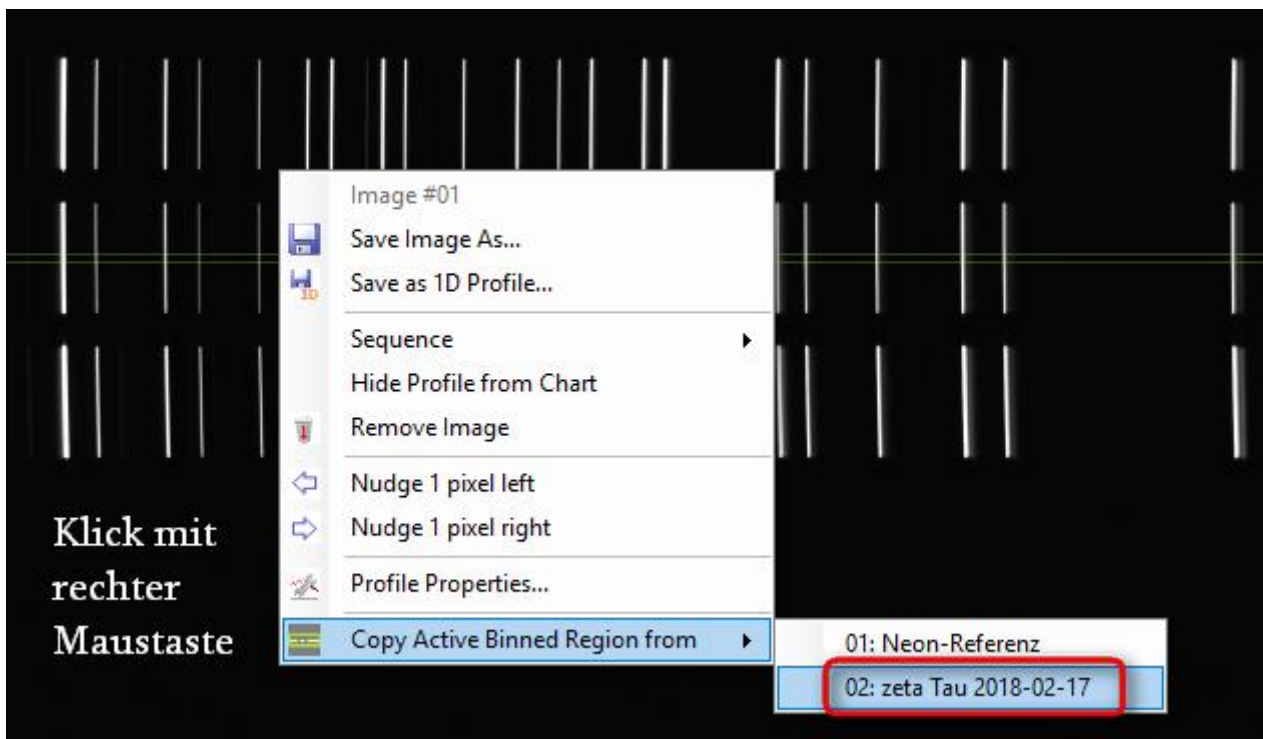 Image #01
Save Image As...
Save as 1D Profile...
1D
Sequence
Hide Profile from Chart
Remove Image
Nudge 1 pixel left
Nudge 1 pixel right
Profile Properties...
Copy Active Binned Region from
01: Neon-Referenz
02: zeta Tau 2018-02-17
Klick mit
rechter
Maustaste